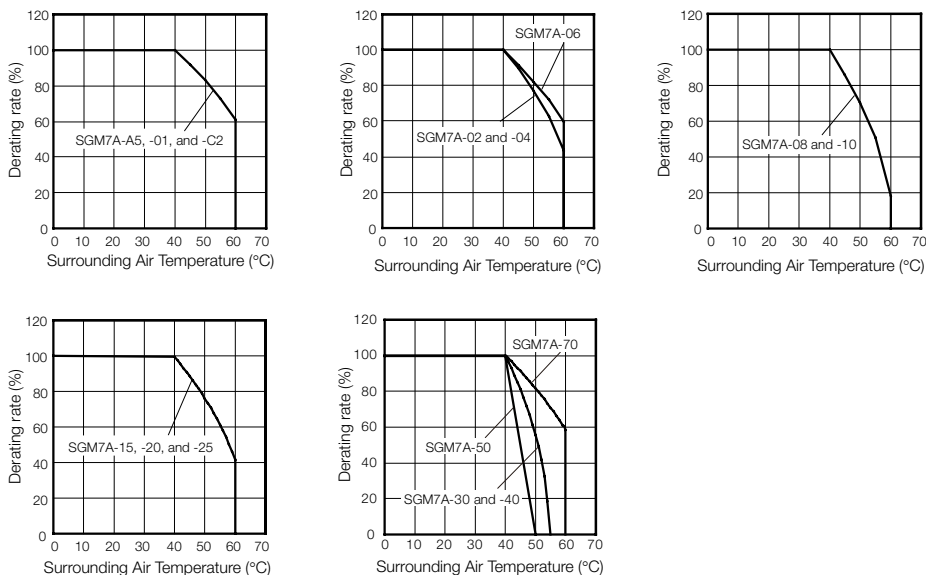 120
100
80
60
40
20
0
Derating rate (%)
SGM7A-A5, -01, and -C2
0 10 20 30 40 50 60 70
Surrounding Air Temperature (°C)
120
100
80
60
40
20
0
Derating rate (%)
SGM7A-06
SGM7A-02 and -04
0 10 20 30 40 50 60 70
Surrounding Air Temperature (°C)
120
100
80
60
40
20
0
Derating rate (%)
SGM7A-08 and -10
0 10 20 30 40 50 60 70
Surrounding Air Temperature (°C)
120
100
80
60
40
20
0
Derating rate (%)
SGM7A-15, -20, and -25
0 10 20 30 40 50 60 70
Surrounding Air Temperature (°C)
120
100
80
60
40
20
0
Derating rate (%)
SGM7A-70
SGM7A-50
SGM7A-30 and -40
0 10 20 30 40 50 60 70
Surrounding Air Temperature (°C)